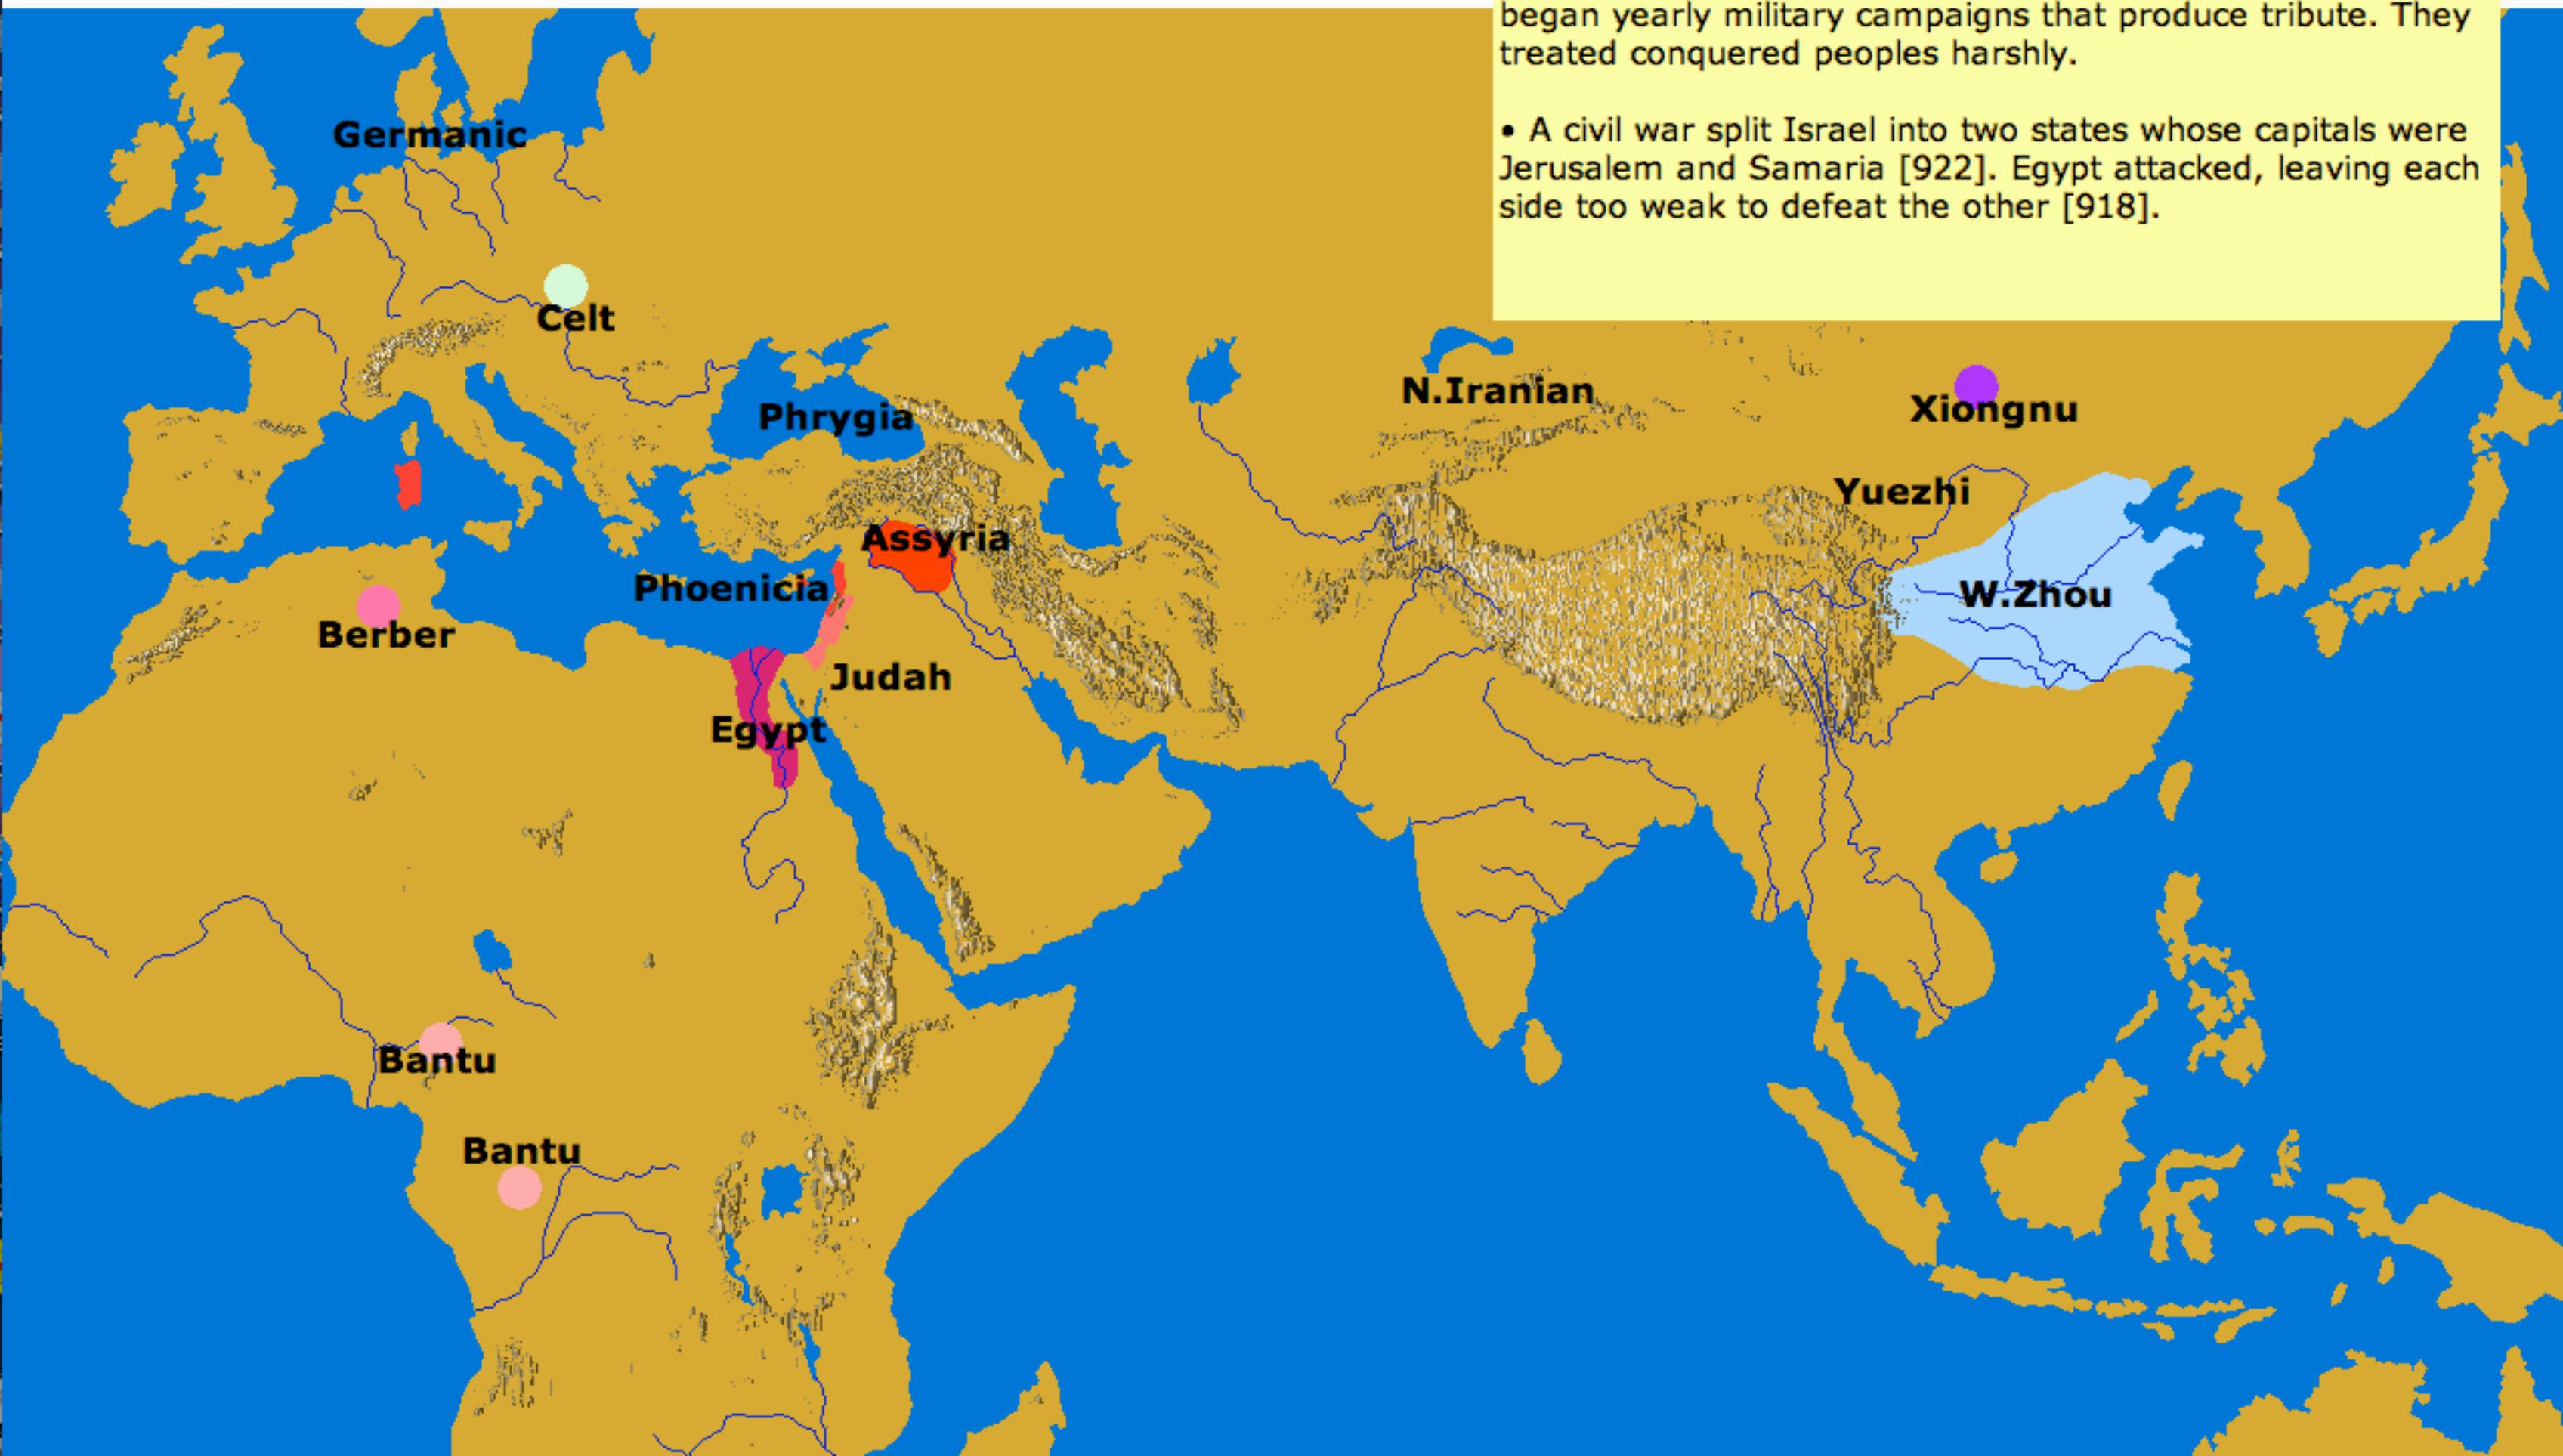 began yearly military campaigns that produce tribute. They
treated conquered peoples harshly.
• A civil war split Israel into two states whose capitals were
Jerusalem and Samaria [922]. Egypt attacked, leaving each
side too weak to defeat the other [918].
Germanic
Celt
Phrygia
N.Iranian
Xiongnu
Yuezhi
Assyria
Phoenicia
W.Zhou
Berber
Judah
Egypt
Bantu
Bantu